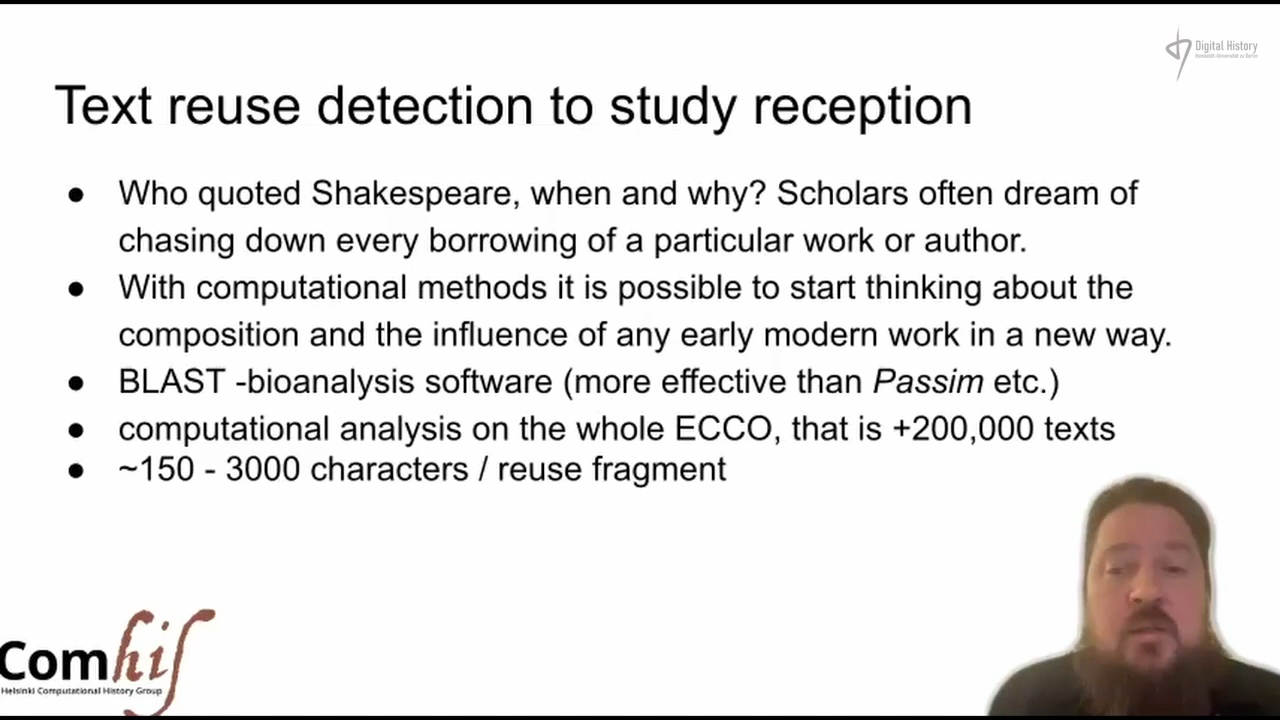 Digital History
Humboldt-Universität zu Berlin
Text reuse detection to study reception
● Who quoted Shakespeare, when and why? Scholars often dream of
chasing down every borrowing of a particular work or author.
● With computational methods it is possible to start thinking about the
composition and the influence of any early modern work in a new way.
● BLAST -bioanalysis software (more effective than Passim etc.)
● computational analysis on the whole ECCO, that is +200,000 texts
● ~150 - 3000 characters / reuse fragment
Comhis
Helsinki Computational History Group